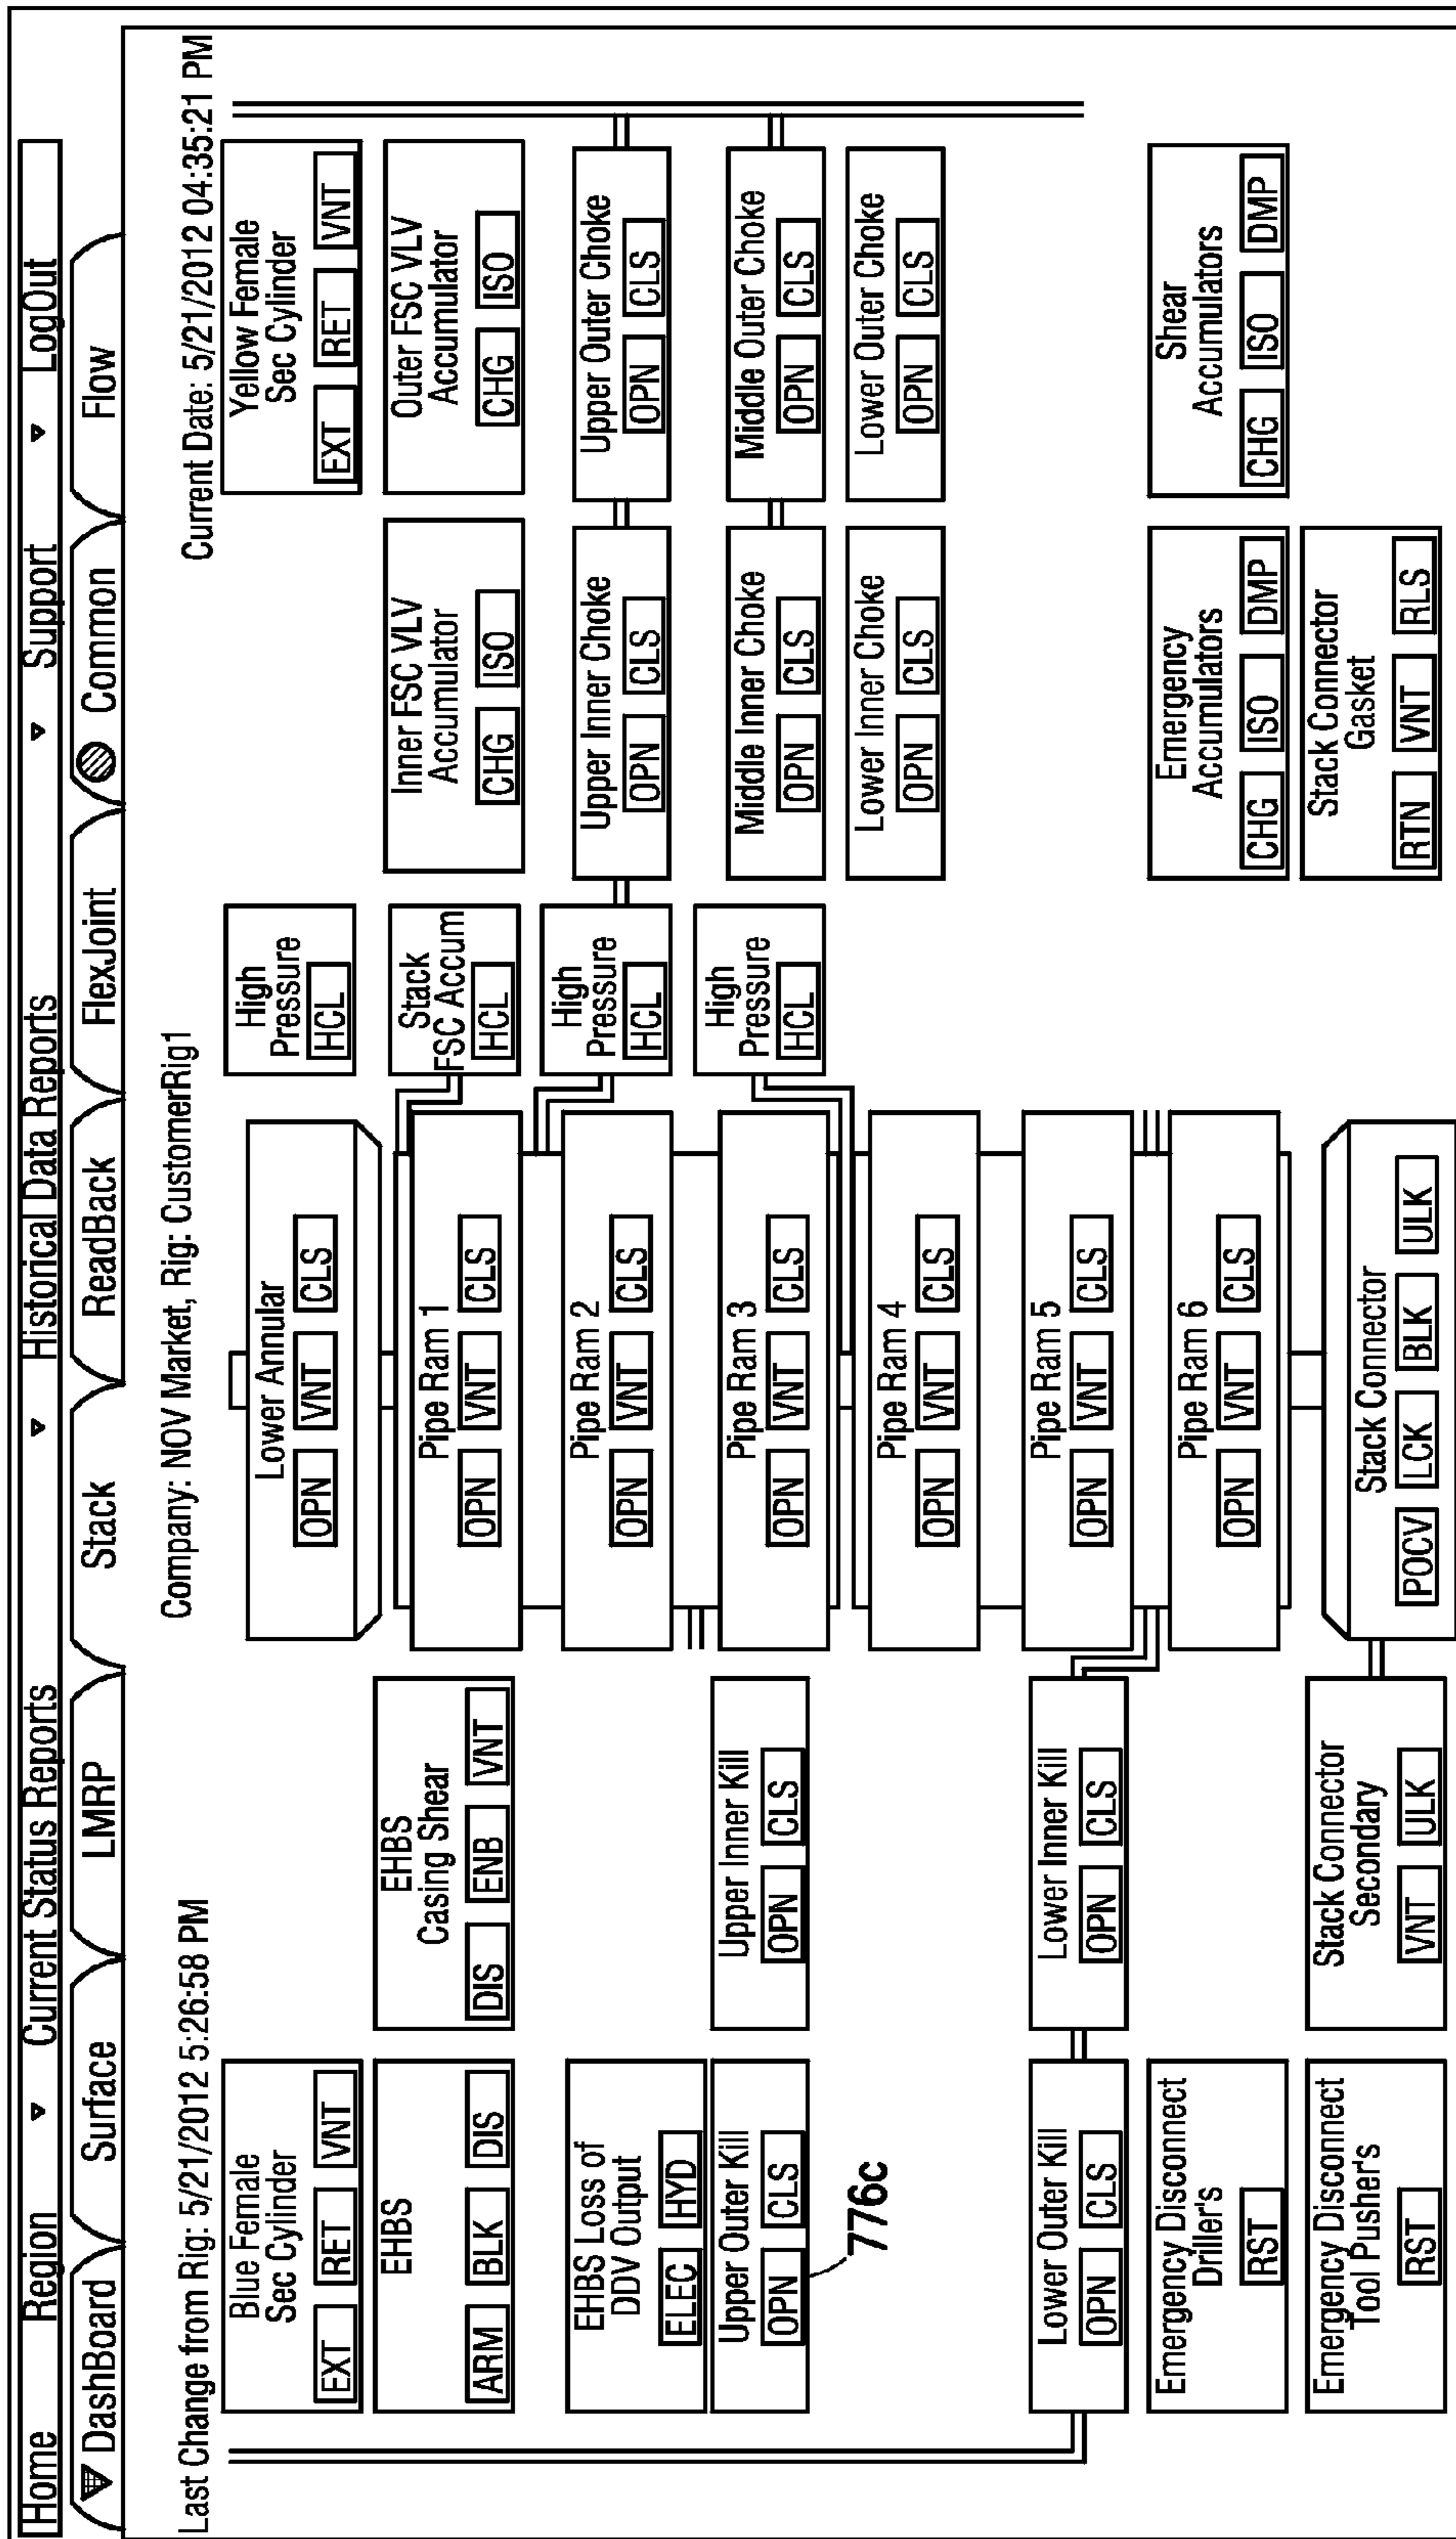 Home Region Current Status Reports Historical Data Reports Support LogOut
DashBoard Surface LMRP Stack ReadBack FlexJoint Common Flow
Last Change from Rig: 5/21/2012 5:26:58 PM
Company: NOV Market, Rig: CustomerRig1
Current Date: 5/21/2012 04:35:21 PM
Blue Female
Sec Cylinder
EXT RET VNT
EHBS
ARM BLK DIS
EHBS Loss of
DDV Output
ELEC HYD
Upper Outer Kill
OPN CLS
776c
Lower Outer Kill
OPN CLS
Emergency Disconnect
Driller's
RST
Emergency Disconnect
Tool Pusher's
RST
EHBS
Casing Shear
DIS ENB VNT
Upper Inner Kill
OPN CLS
Lower Inner Kill
OPN CLS
Stack Connector
Secondary
VNT ULK
Lower Annular
OPN VNT CLS
Pipe Ram 1
OPN VNT CLS
Pipe Ram 2
OPN VNT CLS
Pipe Ram 3
OPN VNT CLS
Pipe Ram 4
OPN VNT CLS
Pipe Ram 5
OPN VNT CLS
Pipe Ram 6
OPN VNT CLS
Stack Connector
POCV LCK BLK ULK
High
Pressure
HCL
Stack
FSC Accum
HCL
High
Pressure
HCL
High
Pressure
HCL
Inner FSC VLV
Accumulator
CHG ISO
Upper Inner Choke
OPN CLS
Middle Inner Choke
OPN CLS
Lower Inner Choke
OPN CLS
Emergency
Accumulators
CHG ISO DMP
Stack Connector
Gasket
RTN VNT RLS
Yellow Female
Sec Cylinder
EXT RET VNT
Outer FSC VLV
Accumulator
CHG ISO
Upper Outer Choke
OPN CLS
Middle Outer Choke
OPN CLS
Lower Outer Choke
OPN CLS
Shear
Accumulators
CHG ISO DMP